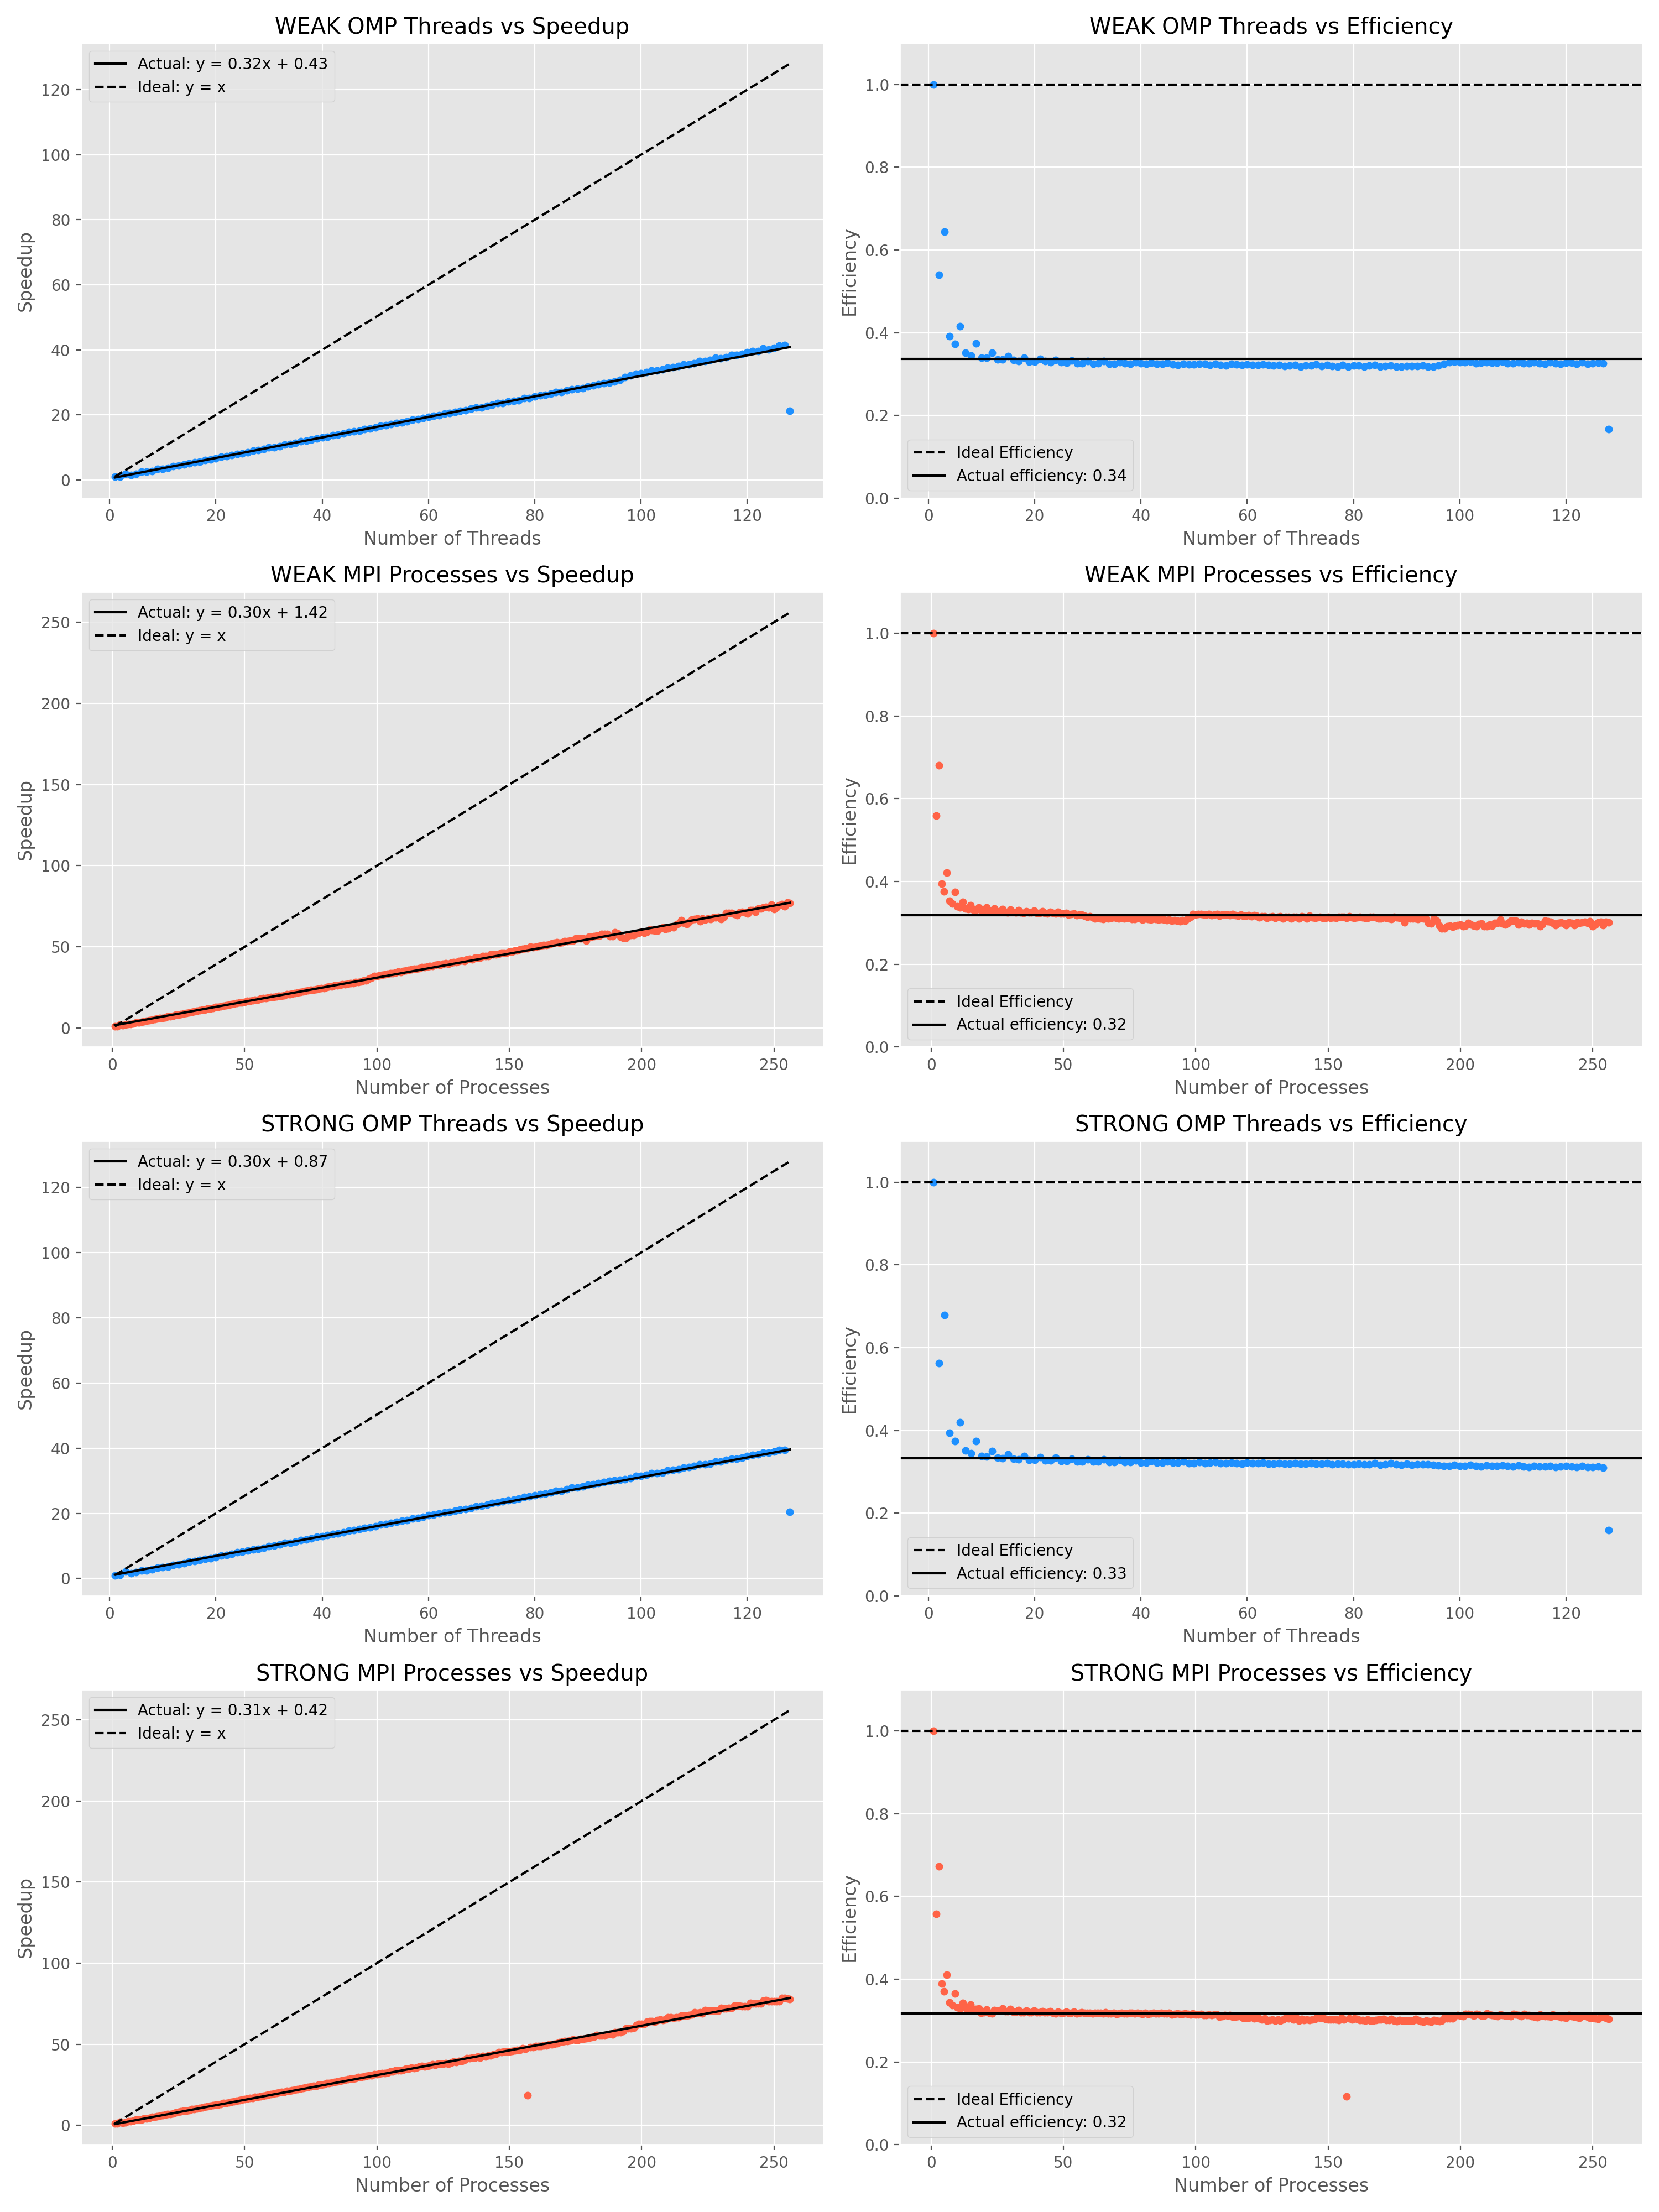 WEAK OMP Threads vs Speedup
Actual: y = 0.32x + 0.43
Ideal: y = x
120
100
80
60
40
20
0
Speedup
0 20 40 60 80 100 120
Number of Threads
WEAK OMP Threads vs Efficiency
1.0
0.8
0.6
0.4
0.2
0.0
Efficiency
Ideal Efficiency
Actual efficiency: 0.34
0 20 40 60 80 100 120
Number of Threads
WEAK MPI Processes vs Speedup
Actual: y = 0.30x + 1.42
Ideal: y = x
250
200
150
100
50
0
Speedup
0 50 100 150 200 250
Number of Processes
WEAK MPI Processes vs Efficiency
1.0
0.8
0.6
0.4
0.2
0.0
Efficiency
Ideal Efficiency
Actual efficiency: 0.32
0 50 100 150 200 250
Number of Processes
STRONG OMP Threads vs Speedup
Actual: y = 0.30x + 0.87
Ideal: y = x
120
100
80
60
40
20
0
Speedup
0 20 40 60 80 100 120
Number of Threads
STRONG OMP Threads vs Efficiency
1.0
0.8
0.6
0.4
0.2
0.0
Efficiency
Ideal Efficiency
Actual efficiency: 0.33
0 20 40 60 80 100 120
Number of Threads
STRONG MPI Processes vs Speedup
Actual: y = 0.31x + 0.42
Ideal: y = x
250
200
150
100
50
0
Speedup
0 50 100 150 200 250
Number of Processes
STRONG MPI Processes vs Efficiency
1.0
0.8
0.6
0.4
0.2
0.0
Efficiency
Ideal Efficiency
Actual efficiency: 0.32
0 50 100 150 200 250
Number of Processes